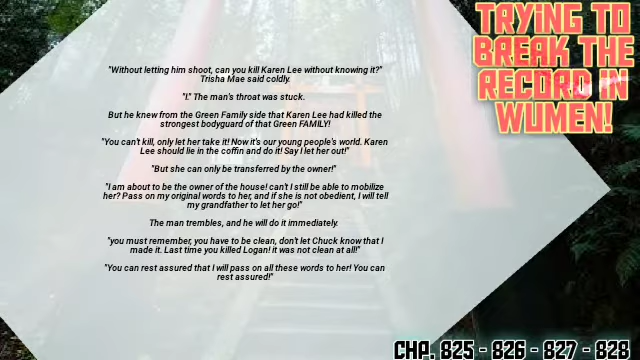 "Without letting him shoot, can you kill Karen Lee without knowing it?"
Trisha Mae said coldly.
"I." The man's throat was stuck.
But he knew from the Green Family side that Karen Lee had killed the
strongest bodyguard of that Green FAMILY!
"You can't kill, only let her take it! Now it's our young people's world. Karen
Lee should lie in the coffin and do it! Say I let her out!"
"But she can only be transferred by the owner!"
"I am about to be the owner of the house! can't I still be able to mobilize
her? Pass on my original words to her, and if she is not obedient, I will tell
my grandfather to let her go!"
The man trembles, and he will do it immediately.
"you must remember, you have to be clean, don't let Chuck know that I
made it. Last time you killed Logan! it was not clean at all!"
"You can rest assured that I will pass on all these words to her! You can
rest assured!"
TRYING TO
BREAK THE
RECORD IN
WUMEN!
CHP. 825 - 826 - 827 - 828